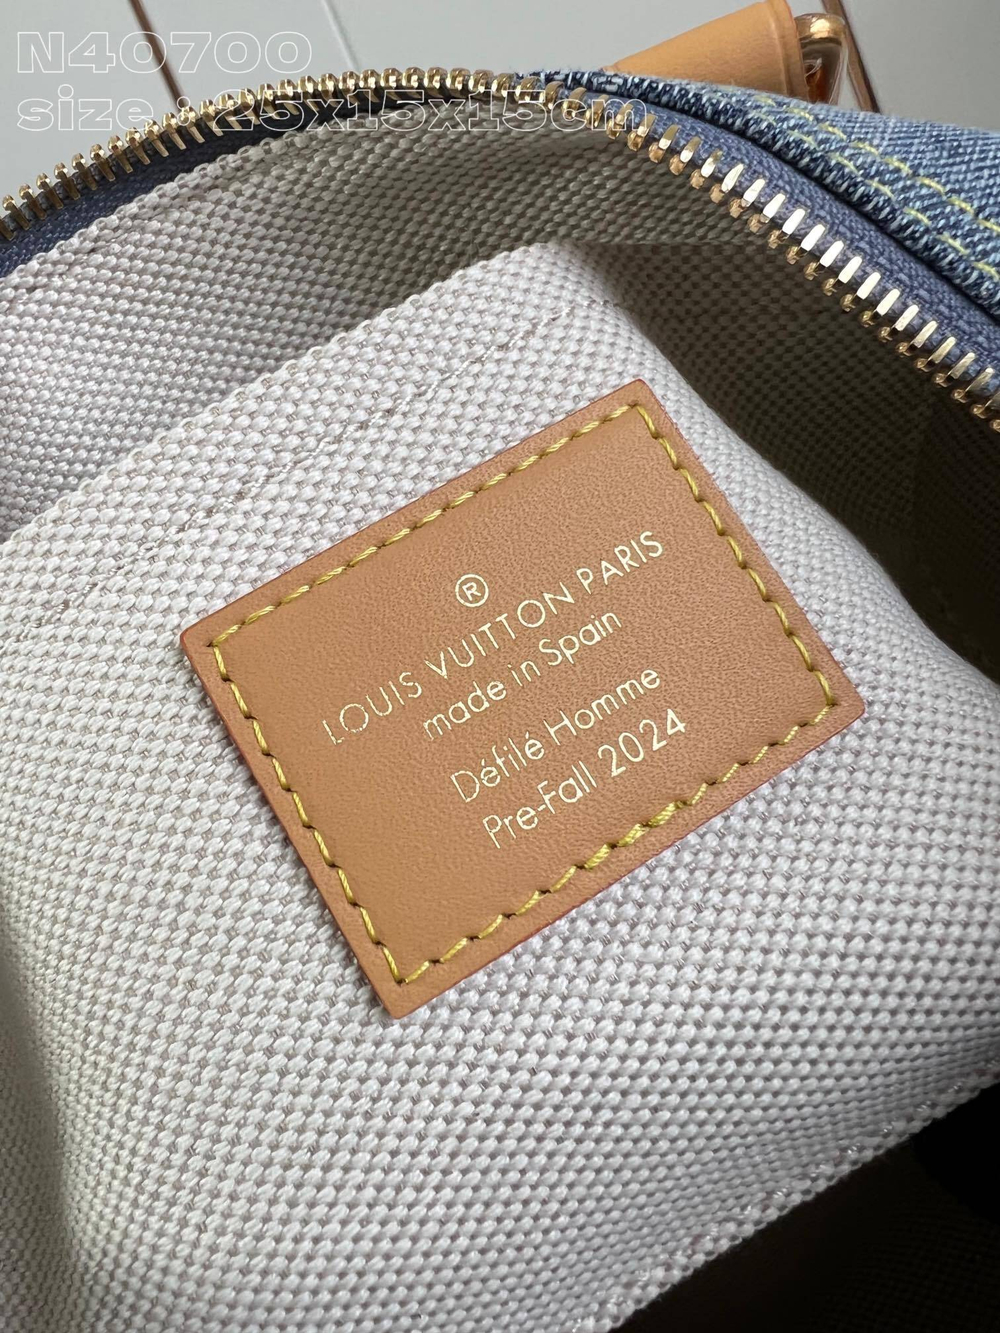 N40700
size : 25x15x15cm
®
LOUIS VUITTON PARIS
made in Spain
Défilé Homme
Pre-Fall 2024